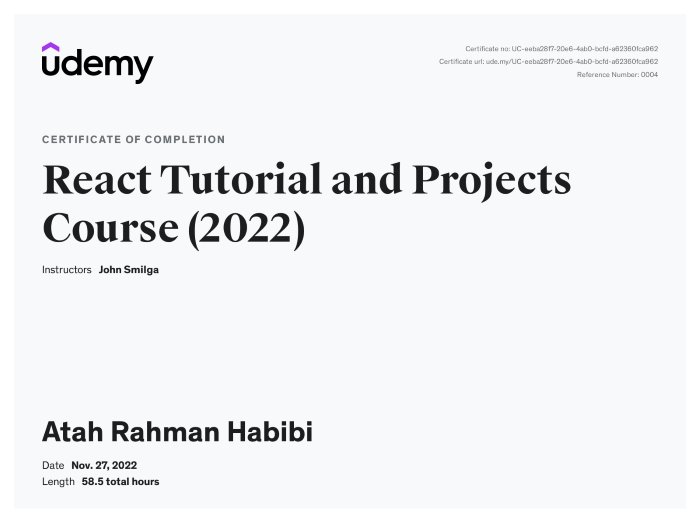 udemy
Certificate no: UC-eeba28f7-20e6-4ab0-bcfd-a62360fca962
Certificate url: ude.my/UC-eeba28f7-20e6-4ab0-bcfd-a62360fca962
Reference Number: 0004
CERTIFICATE OF COMPLETION
React Tutorial and Projects
Course (2022)
Instructors John Smilga
Atah Rahman Habibi
Date Nov. 27, 2022
Length 58.5 total hours